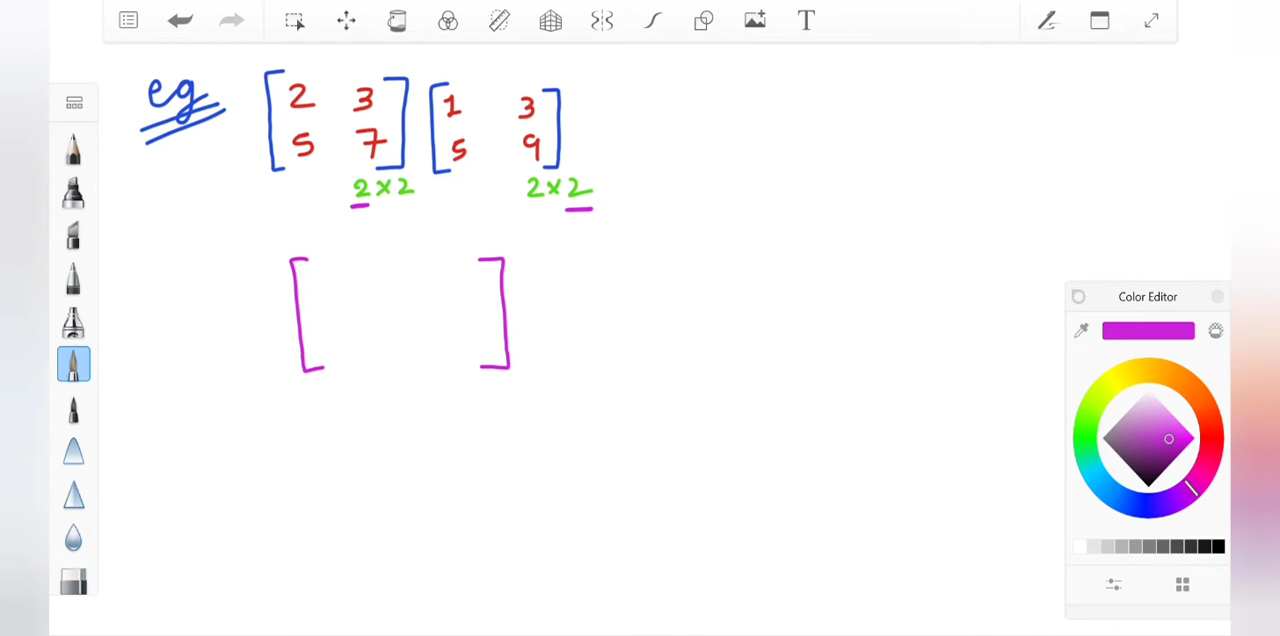 eg [2 3] [1 3]
[5 7] [5 9]
2×2 2×2
[ ]
T
Color Editor